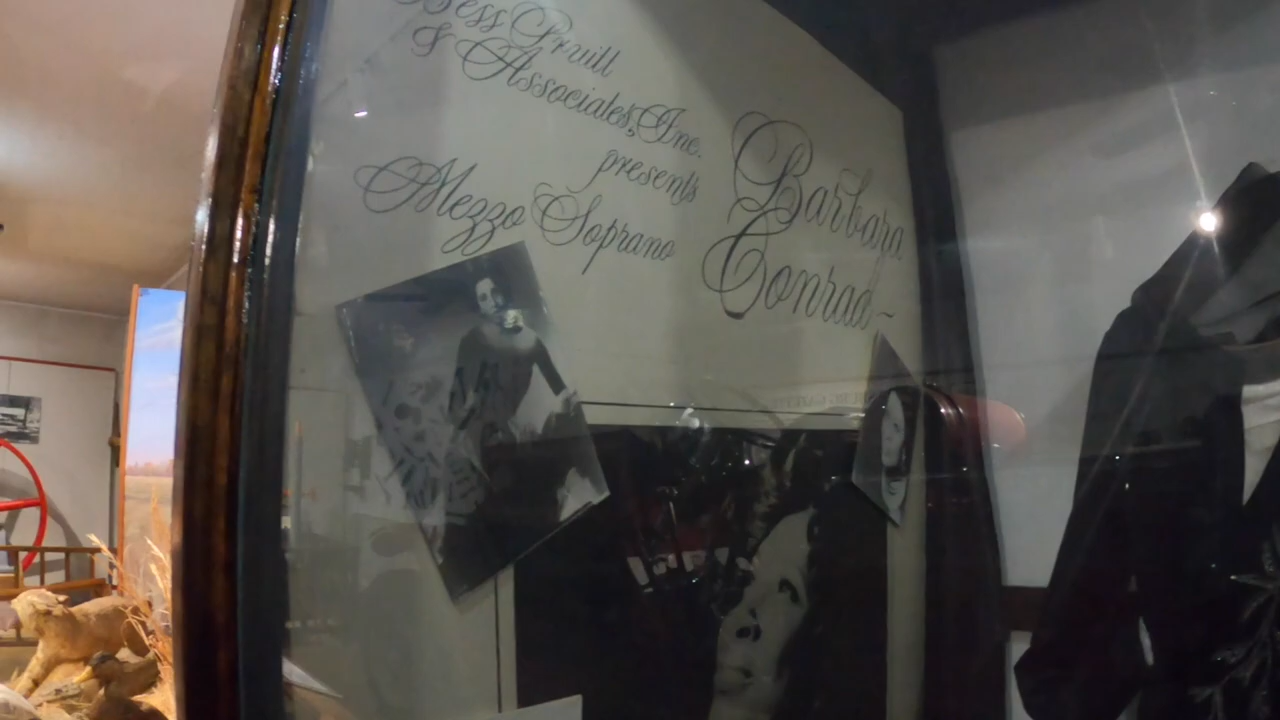 Bess Pruitt
& Associates, Inc.
presents
Mezzo Soprano
Barbara
Conrad~